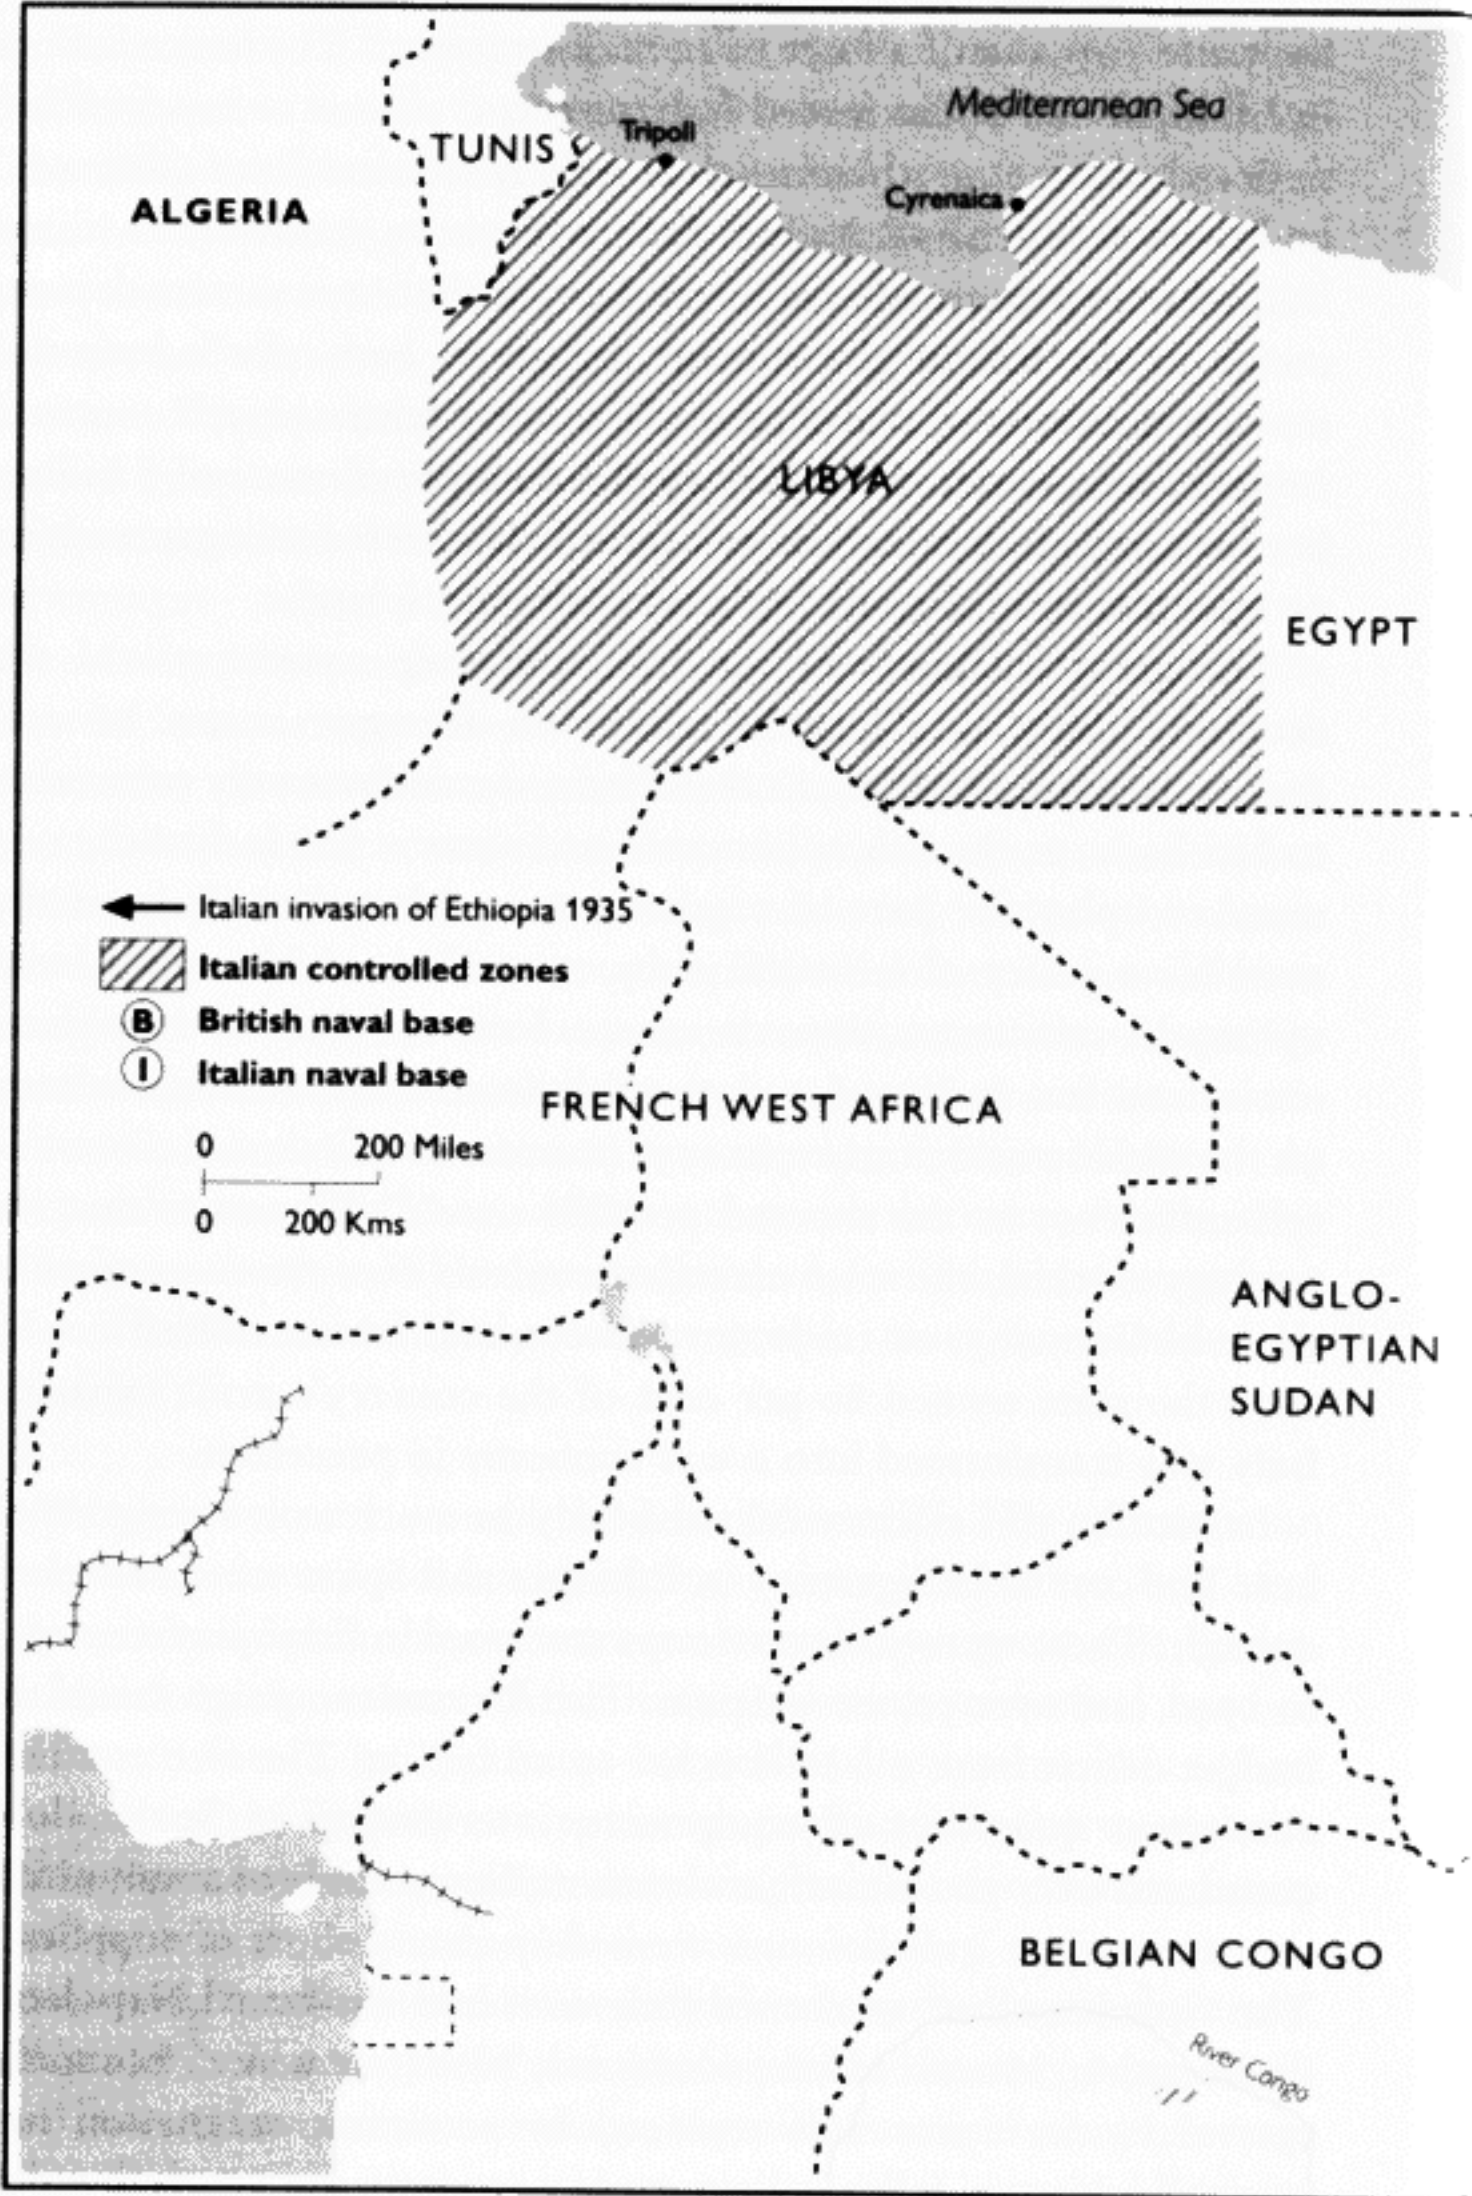 Mediterranean Sea
Tripoli
TUNIS
Cyrenaica
ALGERIA
LIBYA
EGYPT
Italian invasion of Ethiopia 1935
Italian controlled zones
B British naval base
I Italian naval base
FRENCH WEST AFRICA
0 200 Miles
0 200 Kms
ANGLO-
EGYPTIAN
SUDAN
BELGIAN CONGO
River Congo